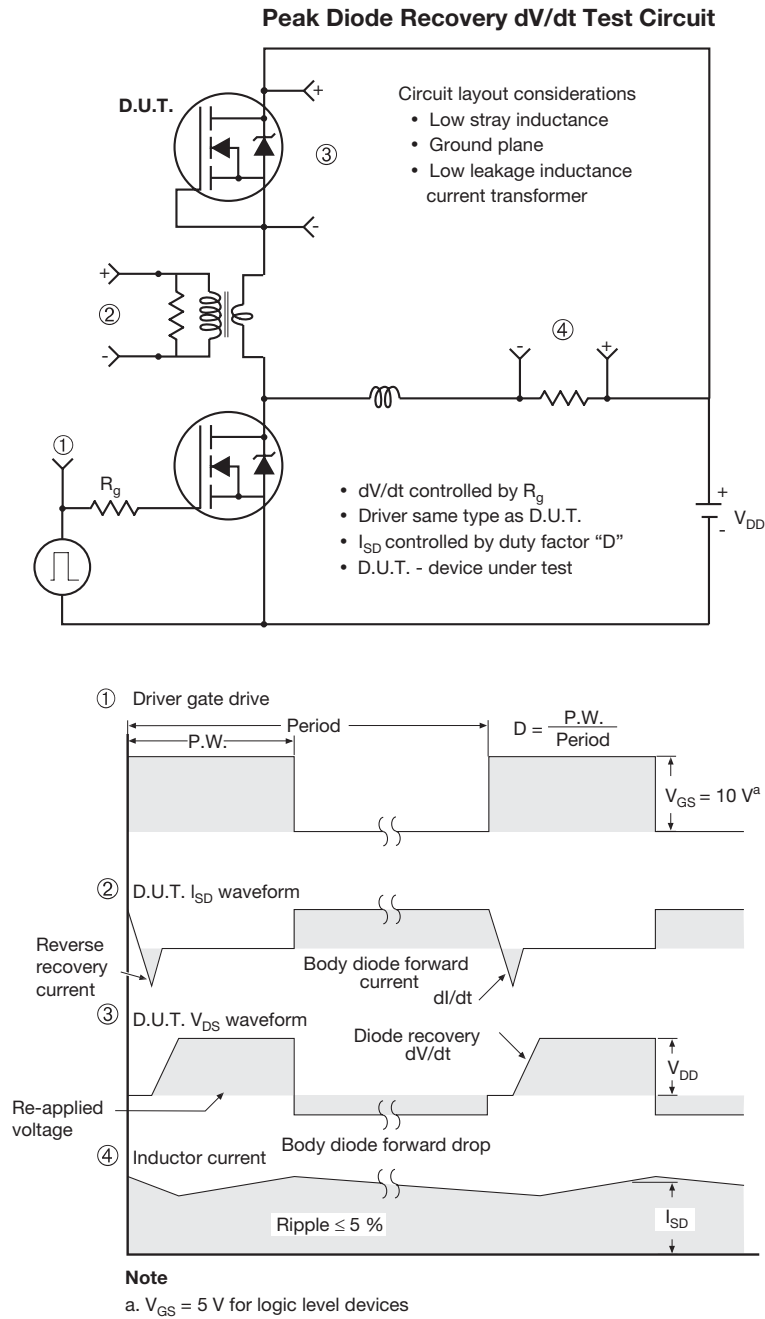 Peak Diode Recovery dV/dt Test Circuit
D.U.T.
+
③
-
Circuit layout considerations
• Low stray inductance
• Ground plane
• Low leakage inductance
current transformer
+
②
-
④
-
+
①
Rg
• dV/dt controlled by Rg
• Driver same type as D.U.T.
• ISD controlled by duty factor “D”
• D.U.T. - device under test
+
VDD
-
① Driver gate drive
Period
P.W.
D = P.W.
Period
VGS = 10 Va
② D.U.T. ISD waveform
Reverse
recovery
current
Body diode forward
current
dI/dt
③ D.U.T. VDS waveform
Diode recovery
dV/dt
VDD
Re-applied
voltage
Body diode forward drop
④ Inductor current
Ripple ≤ 5 %
ISD
Note
a. VGS = 5 V for logic level devices